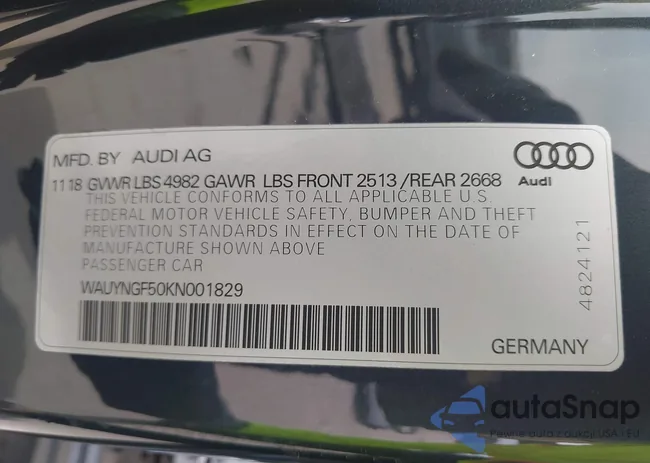 MFD. BY AUDI AG
11 18 GVWR LBS 4982 GAWR LBS FRONT 2513 / REAR 2668
Audi
THIS VEHICLE CONFORMS TO ALL APPLICABLE U.S.
FEDERAL MOTOR VEHICLE SAFETY, BUMPER AND THEFT
PREVENTION STANDARDS IN EFFECT ON THE DATE OF
MANUFACTURE SHOWN ABOVE
PASSENGER CAR
WAUYNGF50KN001829
4824121
GERMANY
autoSnap